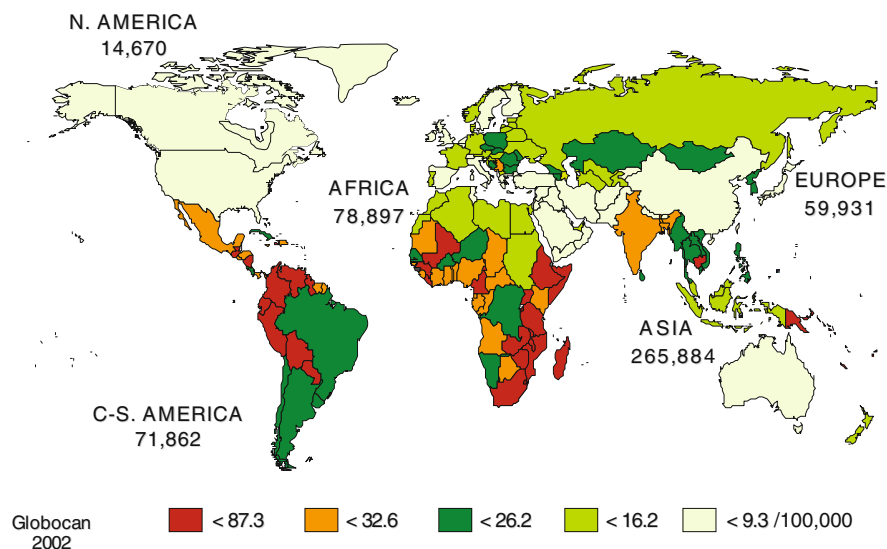 N. AMERICA
14,670
AFRICA
78,897
EUROPE
59,931
ASIA
265,884
C-S. AMERICA
71,862
Globocan
2002
< 87.3
< 32.6
< 26.2
< 16.2
< 9.3 /100,000